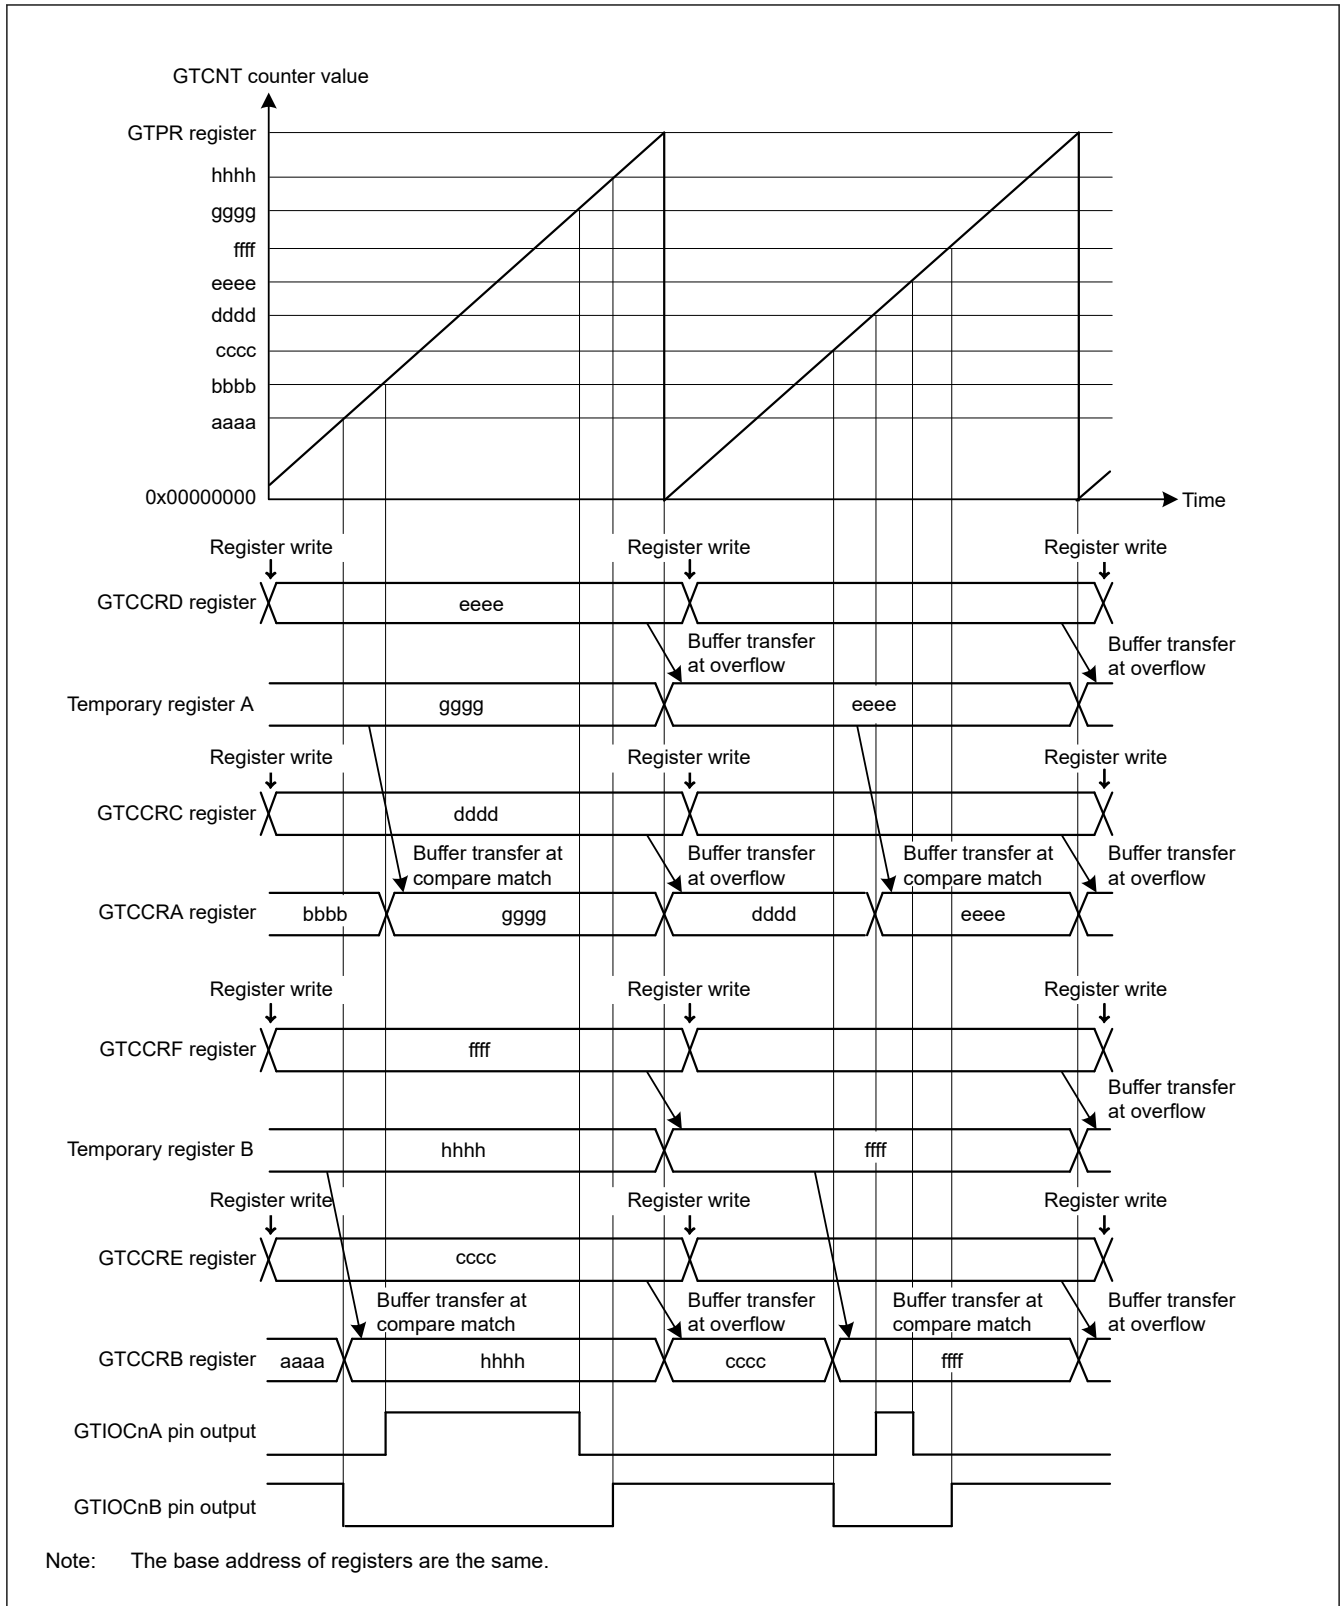 GTCNT counter value
GTPR register
hhhh
gggg
ffff
eeee
dddd
cccc
bbbb
aaaa
0x00000000
Time
Register write Register write Register write
GTCCRD register eeee
Buffer transfer
at overflow
Buffer transfer
at overflow
Temporary register A gggg eeee
Register write Register write Register write
GTCCRC register dddd
Buffer transfer at
compare match
Buffer transfer
at overflow
Buffer transfer at
compare match
Buffer transfer
at overflow
GTCCRA register bbbb gggg dddd eeee
Register write Register write Register write
GTCCRF register ffff
Buffer transfer
at overflow
Temporary register B hhhh ffff
Register write Register write Register write
GTCCRE register cccc
Buffer transfer at
compare match
Buffer transfer
at overflow
Buffer transfer at
compare match
Buffer transfer
at overflow
GTCCRB register aaaa hhhh cccc ffff
GTIOCnA pin output
GTIOCnB pin output
Note: The base address of registers are the same.